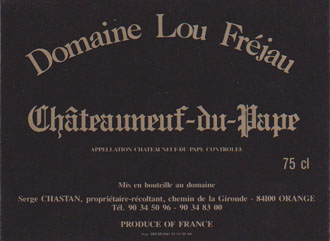 Domaine Lou Fréjau
Châteauneuf-du-Pape
APPELLATION CHATEAUNEUF DU PAPE CONTROLEE
75 cl
Mis en bouteille au domaine
Serge CHASTAN, propriétaire-récoltant, chemin de la Gironde - 84100 ORANGE
Tél. 90 34 50 96 - 90 34 83 00
PRODUCE OF FRANCE